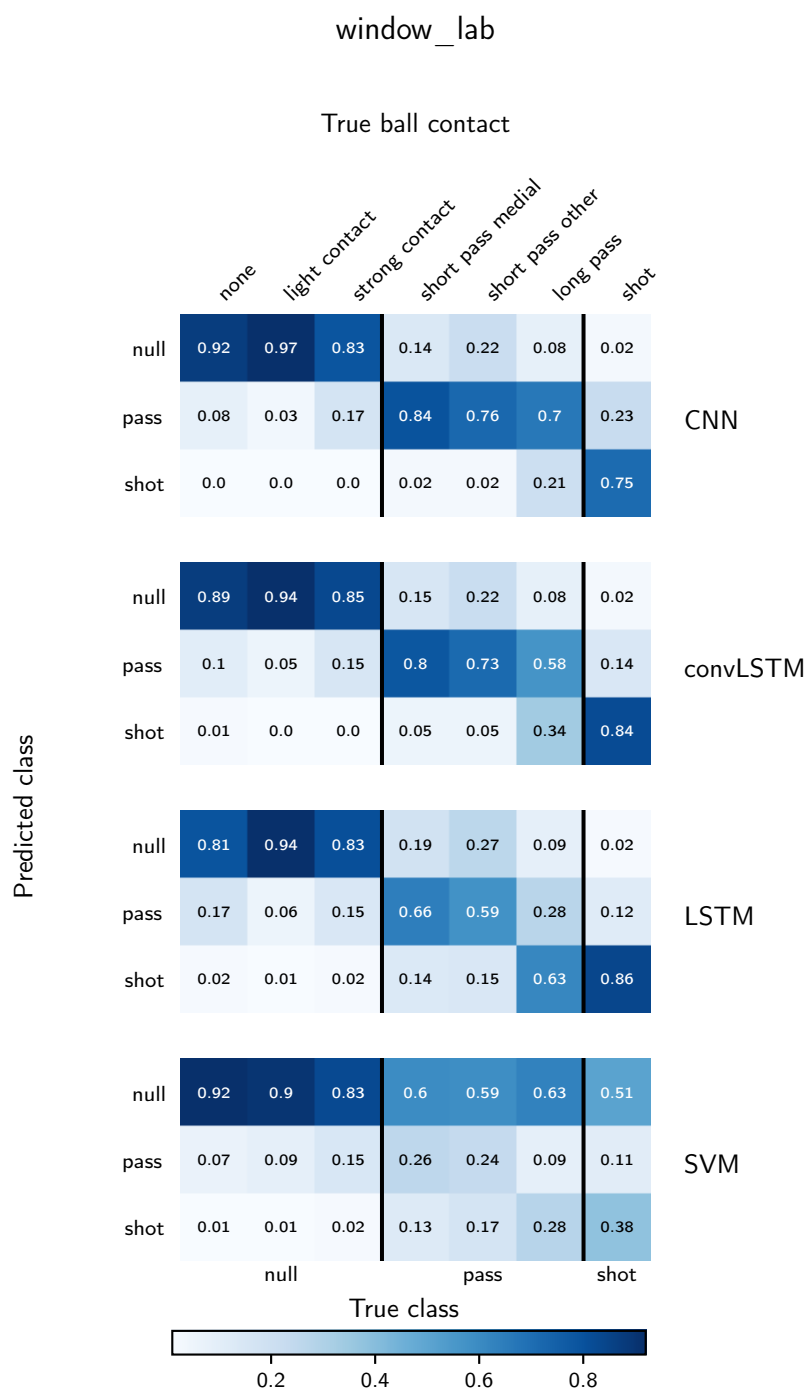 window_lab
True ball contact
none light contact strong contact short pass medial short pass other long pass shot
null 0.92 0.97 0.83 0.14 0.22 0.08 0.02
pass 0.08 0.03 0.17 0.84 0.76 0.7 0.23 CNN
shot 0.0 0.0 0.0 0.02 0.02 0.21 0.75
null 0.89 0.94 0.85 0.15 0.22 0.08 0.02
pass 0.1 0.05 0.15 0.8 0.73 0.58 0.14 convLSTM
shot 0.01 0.0 0.0 0.05 0.05 0.34 0.84
Predicted class
null 0.81 0.94 0.83 0.19 0.27 0.09 0.02
pass 0.17 0.06 0.15 0.66 0.59 0.28 0.12 LSTM
shot 0.02 0.01 0.02 0.14 0.15 0.63 0.86
null 0.92 0.9 0.83 0.6 0.59 0.63 0.51
pass 0.07 0.09 0.15 0.26 0.24 0.09 0.11 SVM
shot 0.01 0.01 0.02 0.13 0.17 0.28 0.38
null pass shot
True class
0.2 0.4 0.6 0.8